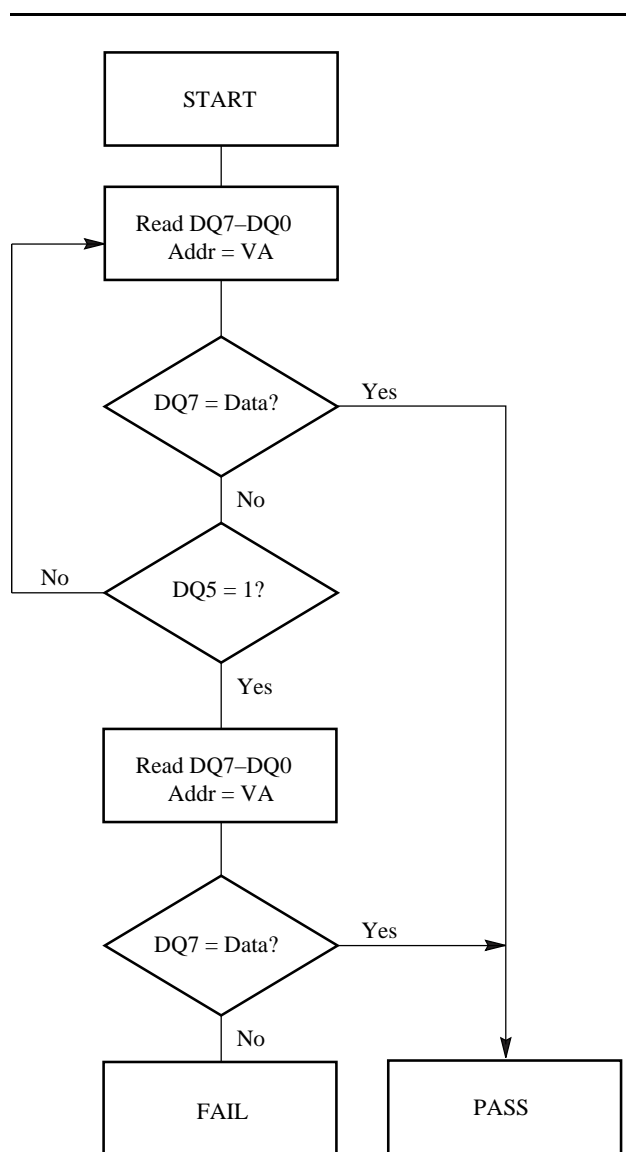 START
Read DQ7–DQ0
Addr = VA
DQ7 = Data?
Yes
No
No
DQ5 = 1?
Yes
Read DQ7–DQ0
Addr = VA
DQ7 = Data?
Yes
No
FAIL
PASS